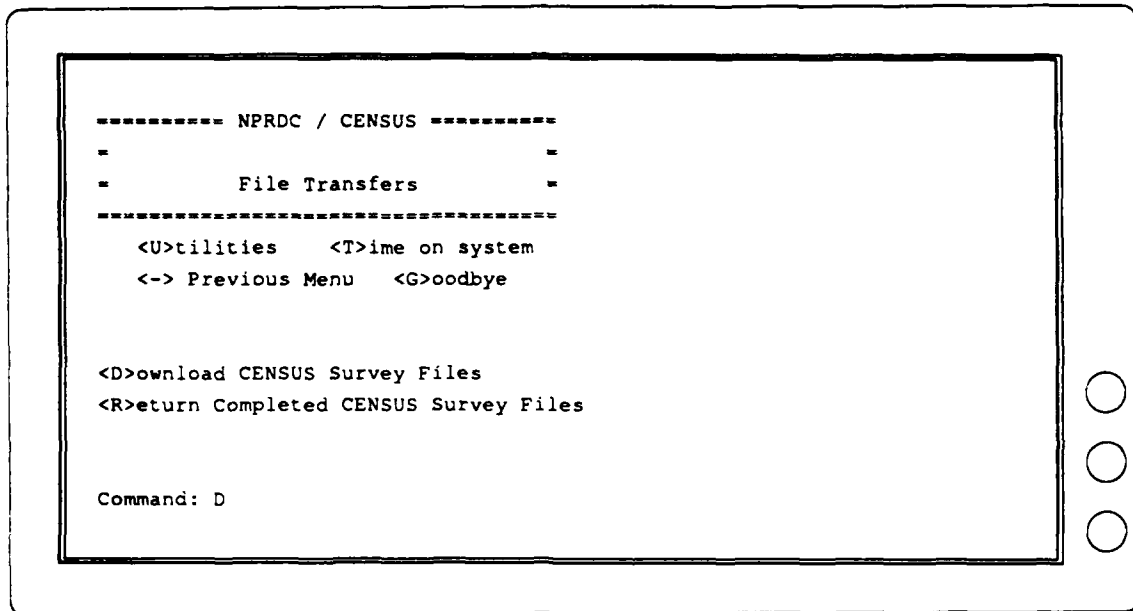 ========== NPRDC / CENSUS ==========
= =
= File Transfers =
====================================
<U>tilities <T>ime on system
<-> Previous Menu <G>oodbye
<D>ownload CENSUS Survey Files
<R>eturn Completed CENSUS Survey Files
Command: D